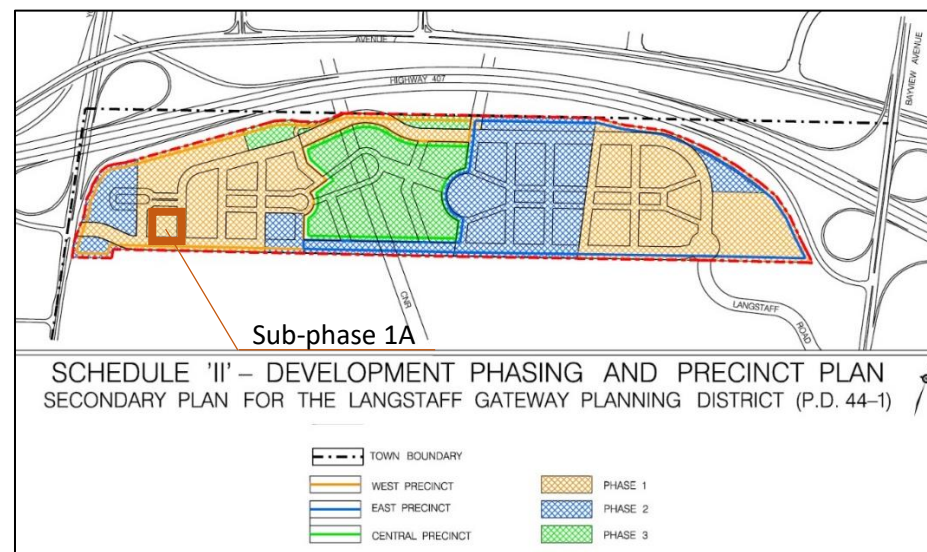 AVENUE 7
HIGHWAY 407
BAYVIEW AVENUE
CNR
LANGSTAFF
ROAD
Sub-phase 1A
SCHEDULE 'II' – DEVELOPMENT PHASING AND PRECINCT PLAN
SECONDARY PLAN FOR THE LANGSTAFF GATEWAY PLANNING DISTRICT (P.D. 44–1)
TOWN BOUNDARY
WEST PRECINCT
EAST PRECINCT
CENTRAL PRECINCT
PHASE 1
PHASE 2
PHASE 3